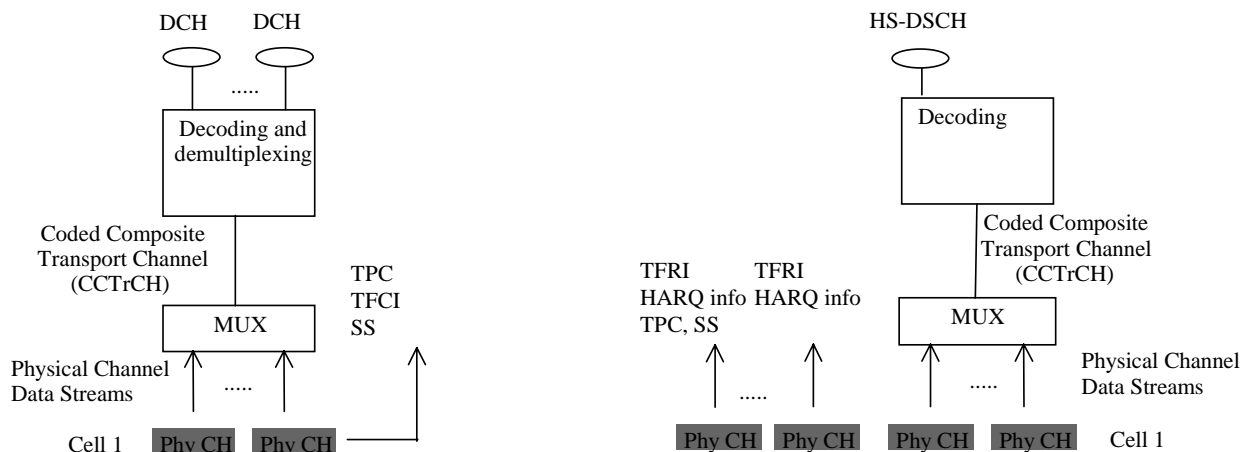 DCH DCH
.....
Decoding and
demultiplexing
Coded Composite
Transport Channel
(CCTrCH)
TPC
TFCI
SS
MUX
Physical Channel
Data Streams
.....
Cell 1 Phy CH Phy CH
HS-DSCH
Decoding
Coded Composite
Transport Channel
(CCTrCH)
TFRI
HARQ info
TPC, SS
TFRI
HARQ info
MUX
Physical Channel
Data Streams
.....
.....
Phy CH Phy CH Phy CH Phy CH Cell 1